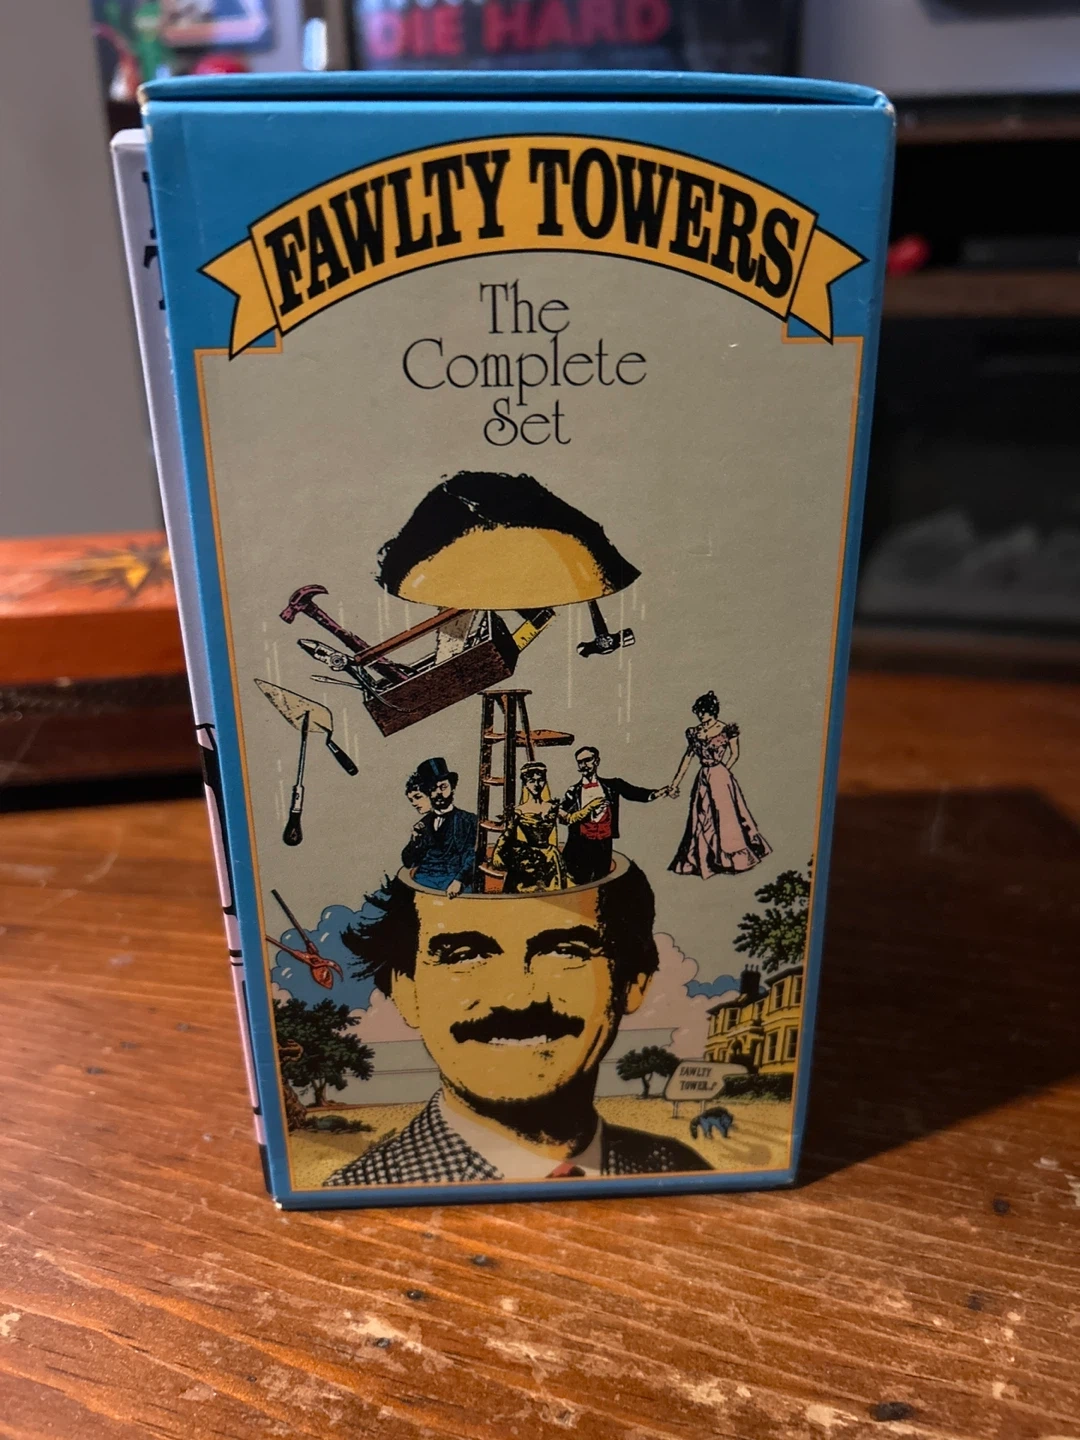 DIE HARD
FAWLTY TOWERS
The
Complete
Set
FAWLTY
TOWERS